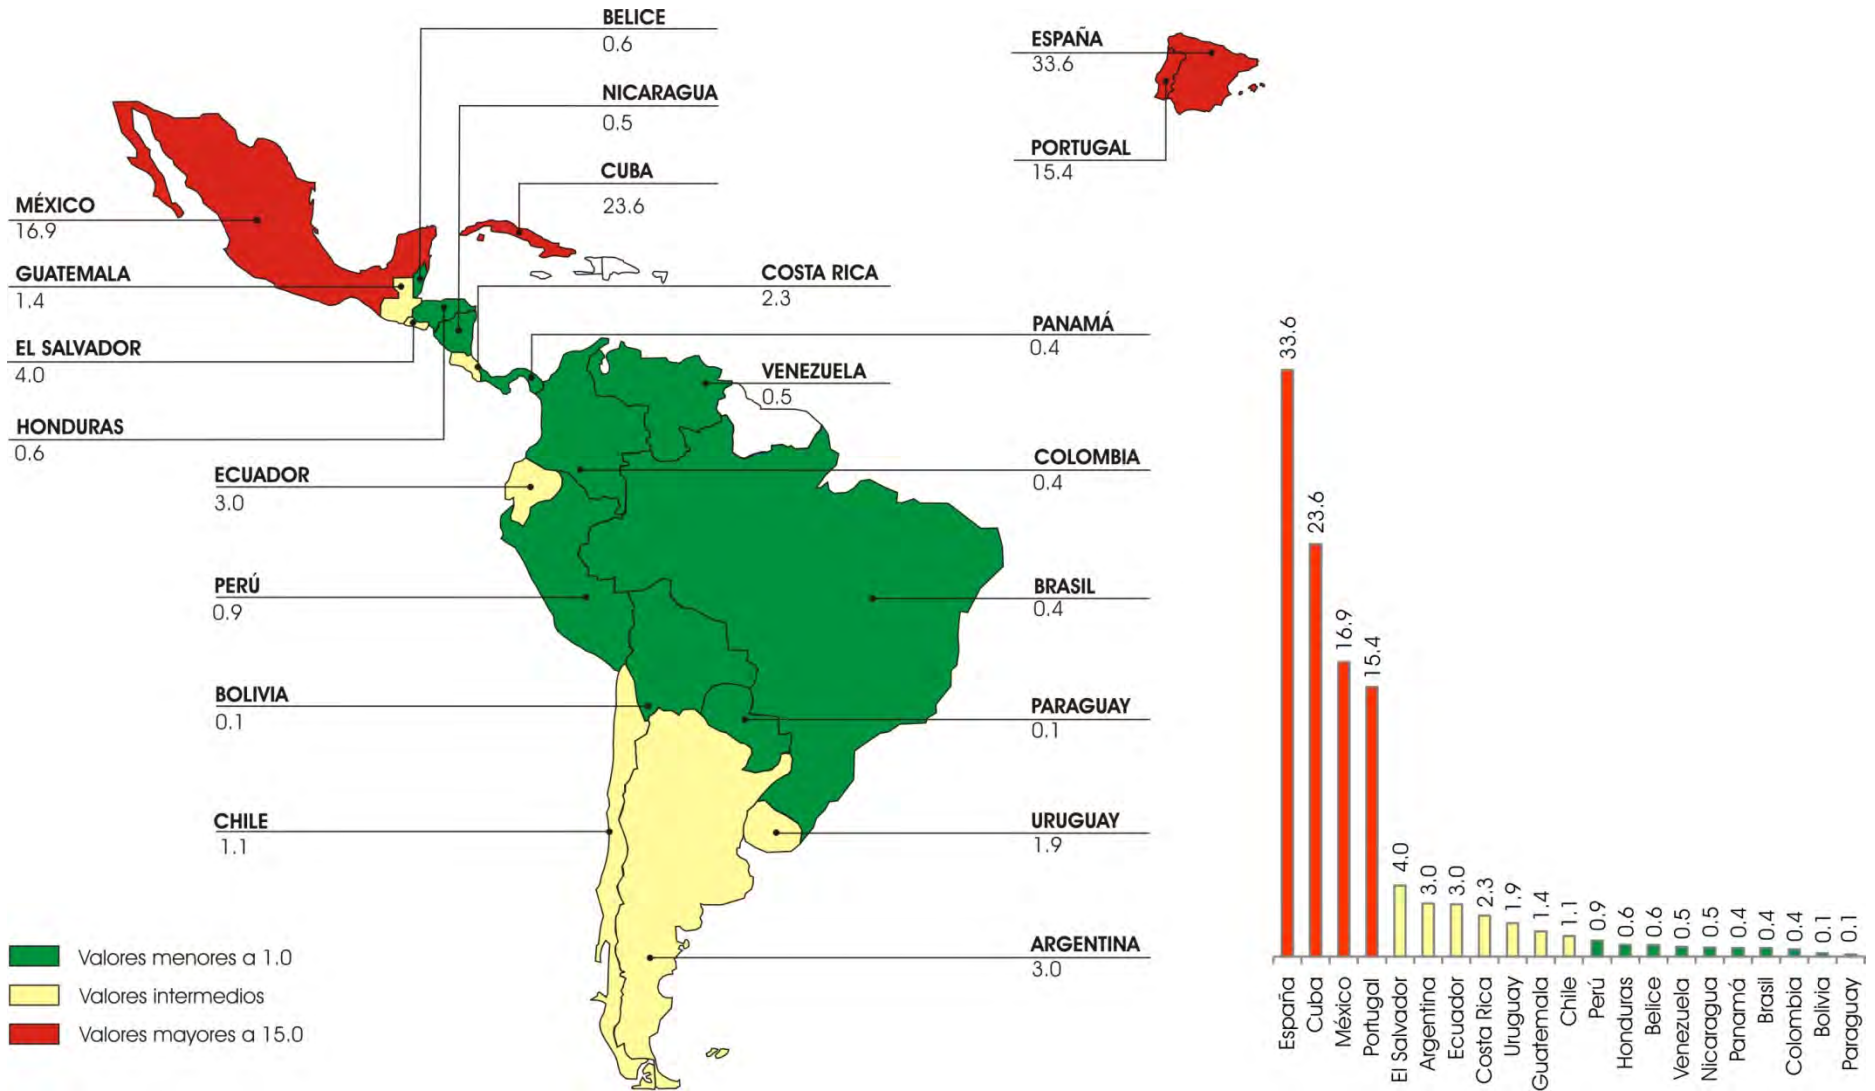 BELICE
0.6
NICARAGUA
0.5
CUBA
23.6
ESPAÑA
33.6
PORTUGAL
15.4
MÉXICO
16.9
GUATEMALA
1.4
EL SALVADOR
4.0
HONDURAS
0.6
COSTA RICA
2.3
PANAMÁ
0.4
VENEZUELA
0.5
COLOMBIA
0.4
ECUADOR
3.0
PERÚ
0.9
BRASIL
0.4
BOLIVIA
0.1
PARAGUAY
0.1
CHILE
1.1
URUGUAY
1.9
ARGENTINA
3.0
Valores menores a 1.0
Valores intermedios
Valores mayores a 15.0
33.6
23.6
16.9
15.4
4.0
3.0
3.0
2.3
1.9
1.4
1.1
0.9
0.6
0.6
0.5
0.5
0.4
0.4
0.4
0.1
0.1
España
Cuba
México
Portugal
El Salvador
Argentina
Ecuador
Costa Rica
Uruguay
Guatemala
Chile
Perú
Honduras
Belice
Venezuela
Nicaragua
Panamá
Brasil
Colombia
Bolivia
Paraguay